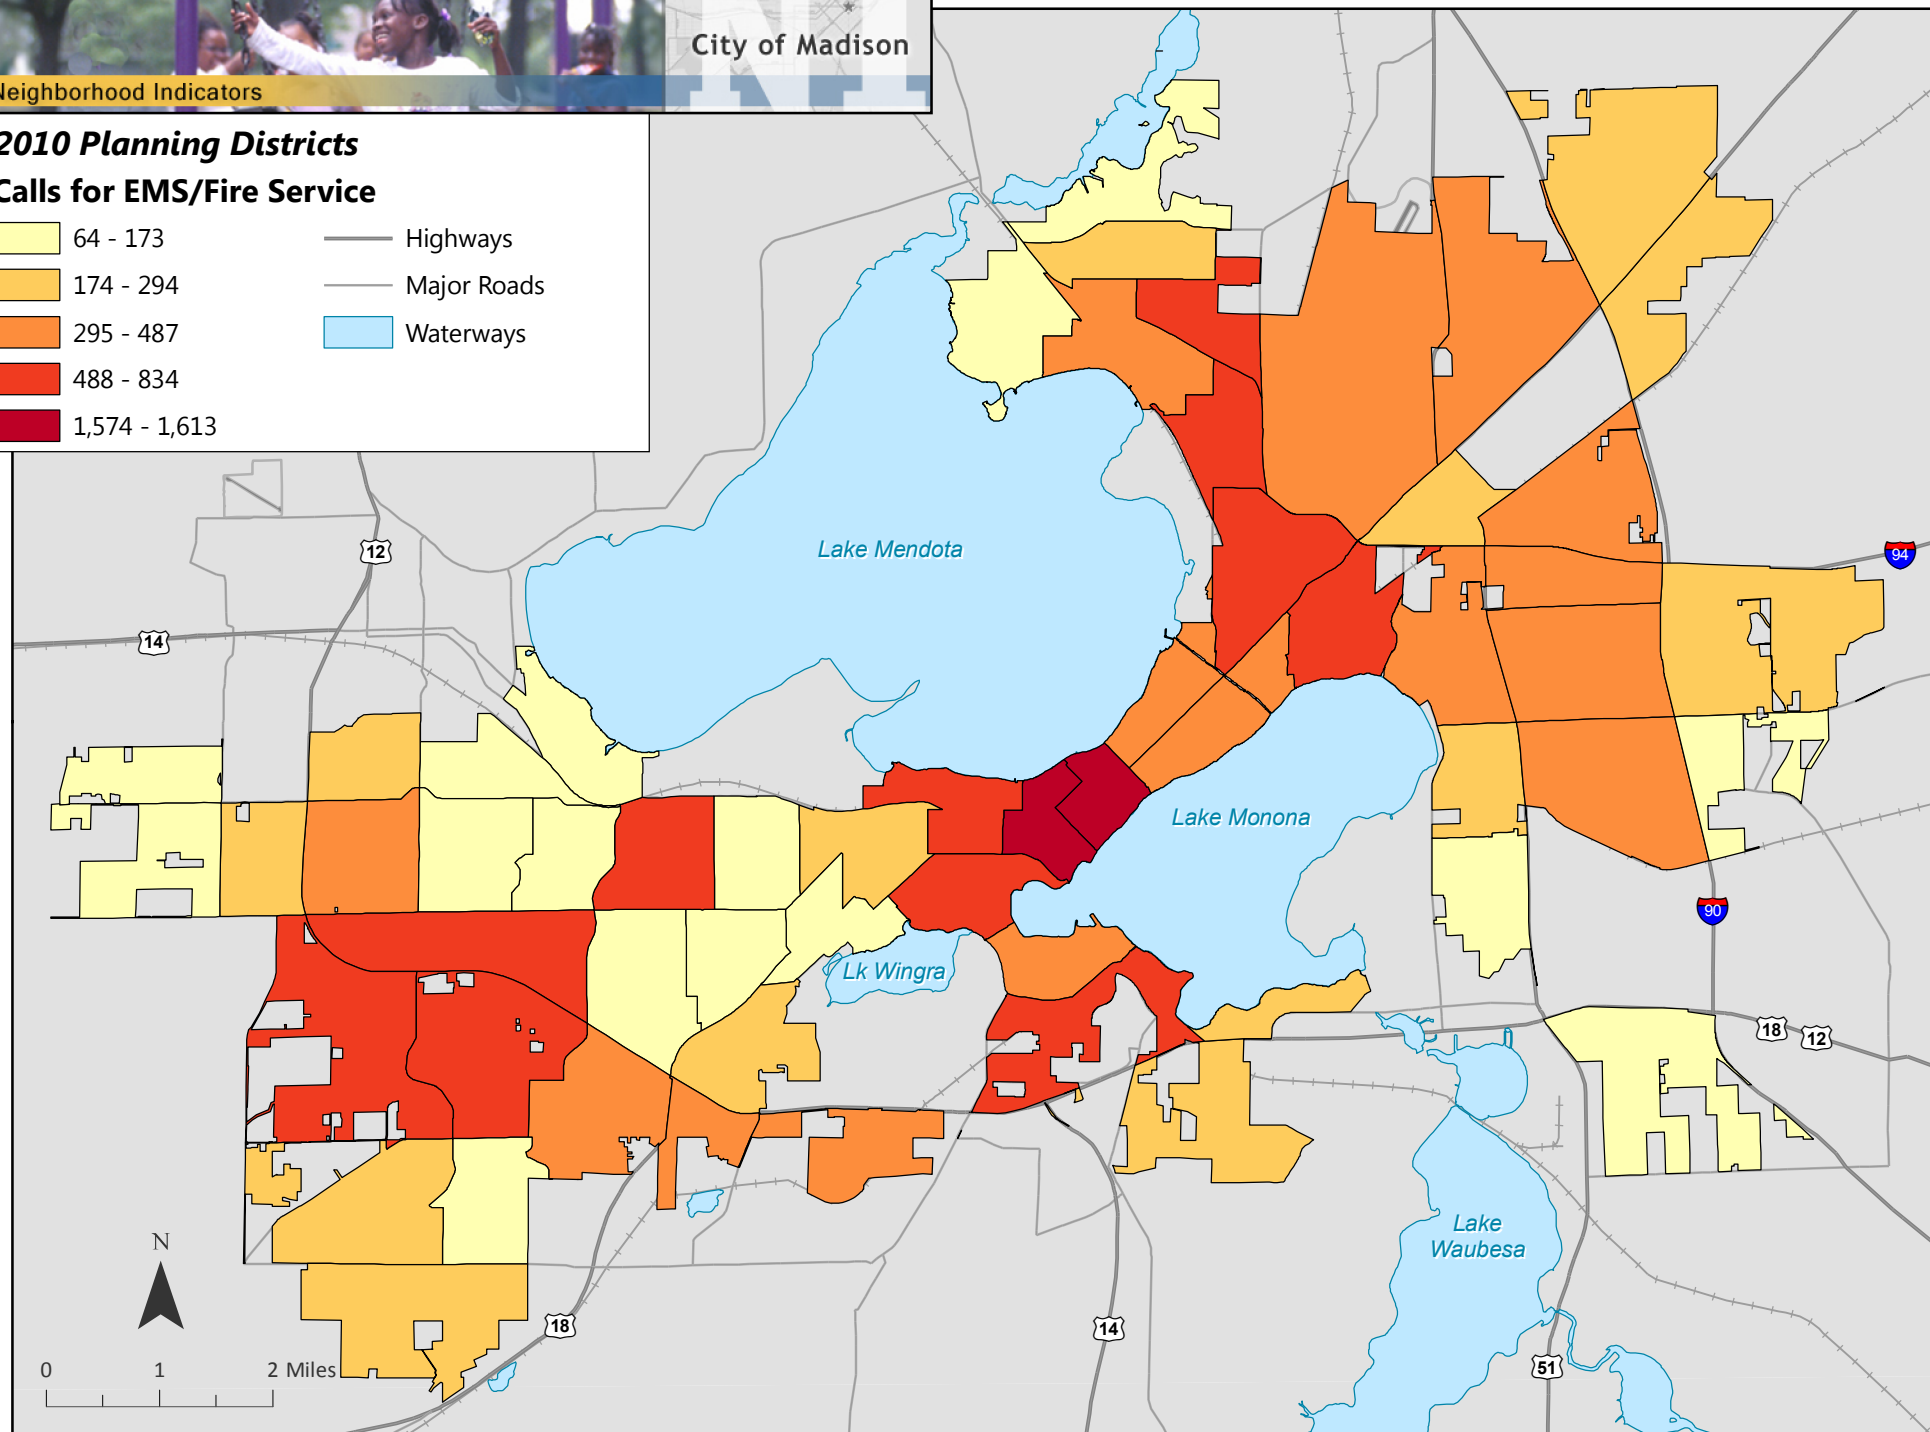 City of Madison
Neighborhood Indicators
2010 Planning Districts
Calls for EMS/Fire Service
64 - 173
174 - 294
295 - 487
488 - 834
1,574 - 1,613
Highways
Major Roads
Waterways
12
14
94
Lake Mendota
Lake Monona
90
Lk Wingra
18
12
Lake
Waubesa
N
18
14
51
0 1 2 Miles